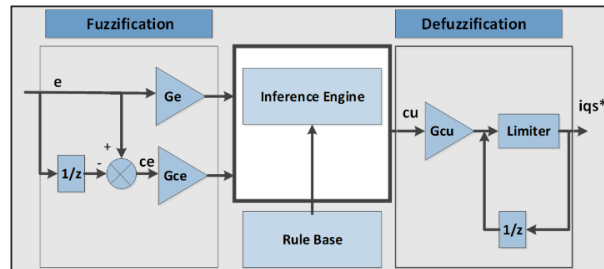 Fuzzification
Defuzzification
e
Ge
Inference Engine
cu
Gcu
Limiter
iqs*
+
-
1/z
ce
Gce
1/z
Rule Base